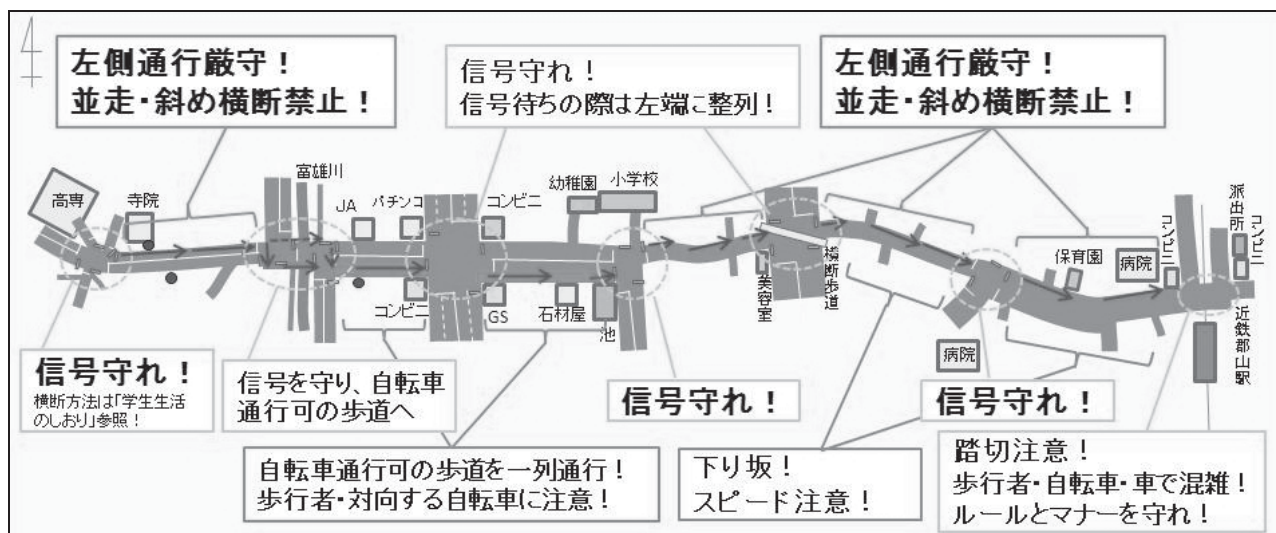 左側通行厳守！
並走・斜め横断禁止！
信号守れ！
信号待ちの際は左端に整列！
左側通行厳守！
並走・斜め横断禁止！
高専
寺院
富雄川
JA
パチンコ
コンビニ
幼稚園
小学校
コンビニ
GS
石材屋
池
美容室
横断歩道
保育園
病院
コンビニ
派出所
コンビニ
近鉄郡山駅
病院
信号守れ！
横断方法は「学生生活
のしおり」参照！
信号を守り、自転車
通行可の歩道へ
信号守れ！
信号守れ！
自転車通行可の歩道を一列通行！
歩行者・対向する自転車に注意！
下り坂！
スピード注意！
踏切注意！
歩行者・自転車・車で混雑！
ルールとマナーを守れ！